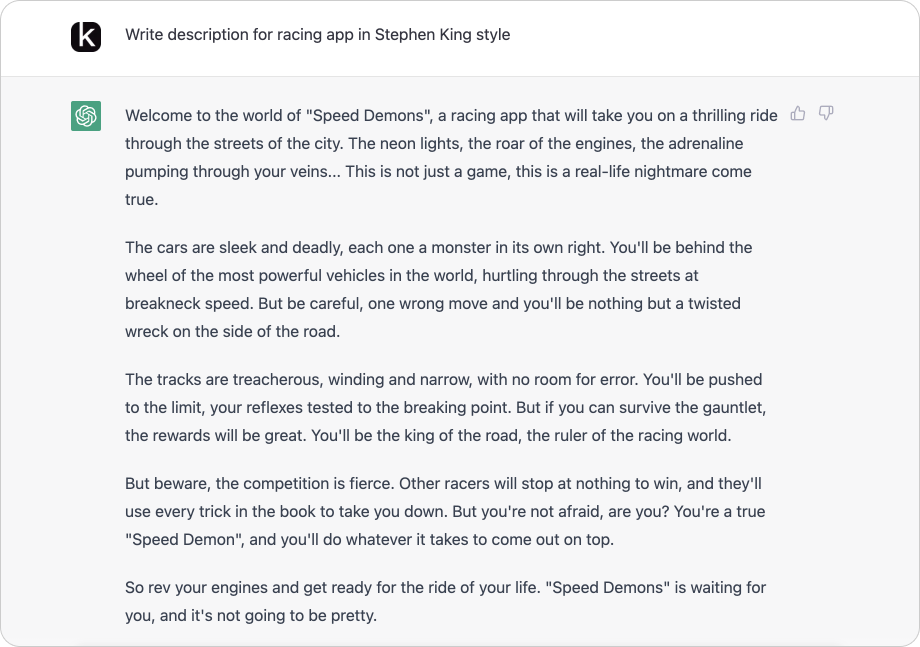 k
Write description for racing app in Stephen King style
Welcome to the world of "Speed Demons", a racing app that will take you on a thrilling ride
through the streets of the city. The neon lights, the roar of the engines, the adrenaline
pumping through your veins... This is not just a game, this is a real-life nightmare come
true.
The cars are sleek and deadly, each one a monster in its own right. You'll be behind the
wheel of the most powerful vehicles in the world, hurtling through the streets at
breakneck speed. But be careful, one wrong move and you'll be nothing but a twisted
wreck on the side of the road.
The tracks are treacherous, winding and narrow, with no room for error. You'll be pushed
to the limit, your reflexes tested to the breaking point. But if you can survive the gauntlet,
the rewards will be great. You'll be the king of the road, the ruler of the racing world.
But beware, the competition is fierce. Other racers will stop at nothing to win, and they'll
use every trick in the book to take you down. But you're not afraid, are you? You're a true
"Speed Demon", and you'll do whatever it takes to come out on top.
So rev your engines and get ready for the ride of your life. "Speed Demons" is waiting for
you, and it's not going to be pretty.